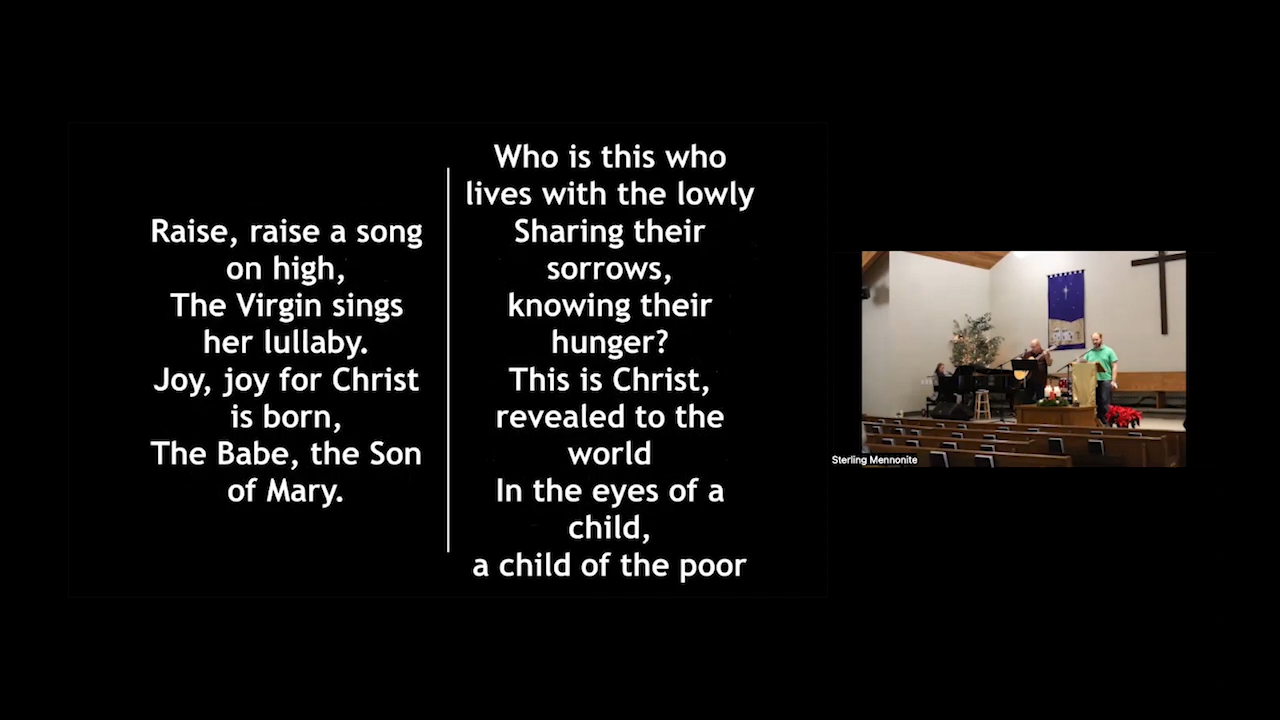 Raise, raise a song
on high,
The Virgin sings
her lullaby.
Joy, joy for Christ
is born,
The Babe, the Son
of Mary.
Who is this who
lives with the lowly
Sharing their
sorrows,
knowing their
hunger?
This is Christ,
revealed to the
world
In the eyes of a
child,
a child of the poor
Sterling Mennonite